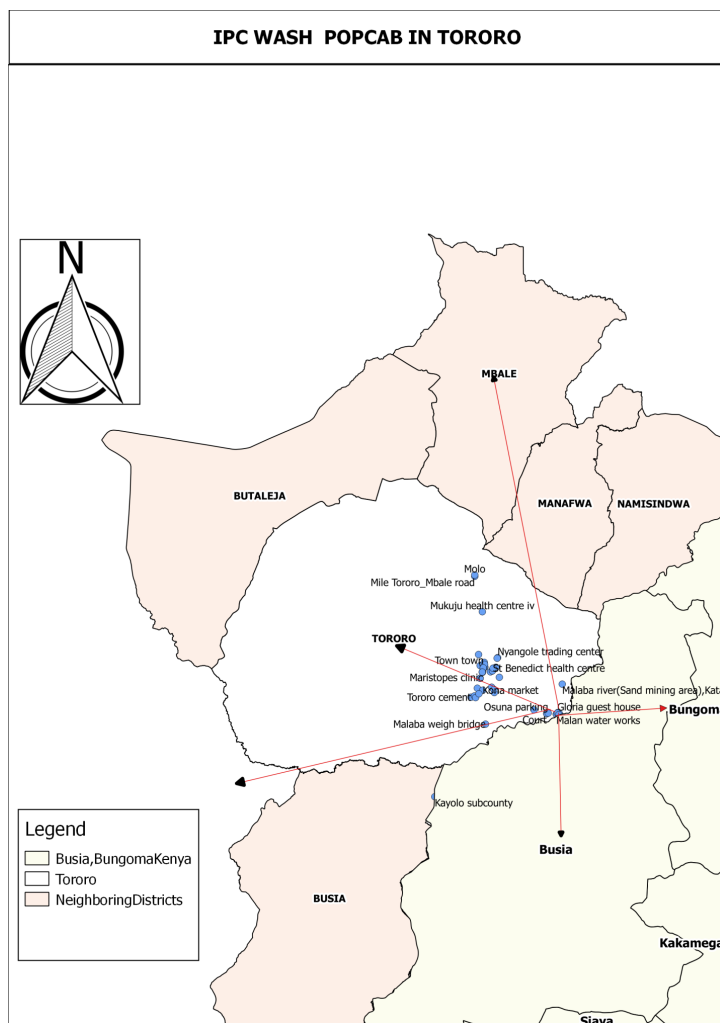 IPC WASH  POPCAB IN TORORO
N
MBALE
BUTALEJA
MANAFWA
NAMISINDWA
Molo
Mile Tororo_Mbale road
Mukuju health centre iv
TORORO
Nyangole trading center
Town town
St Benedict health centre
Maristopes clinic
Kona market
Malaba river(Sand mining area),Kata
Tororo cement
Osuna parking
Gloria guest house
Bungoma
Malaba weigh bridge
Court
Malan water works
Kayolo subcounty
Legend
Busia,BungomaKenya
Tororo
NeighboringDistricts
Busia
BUSIA
Kakamega
Siaya